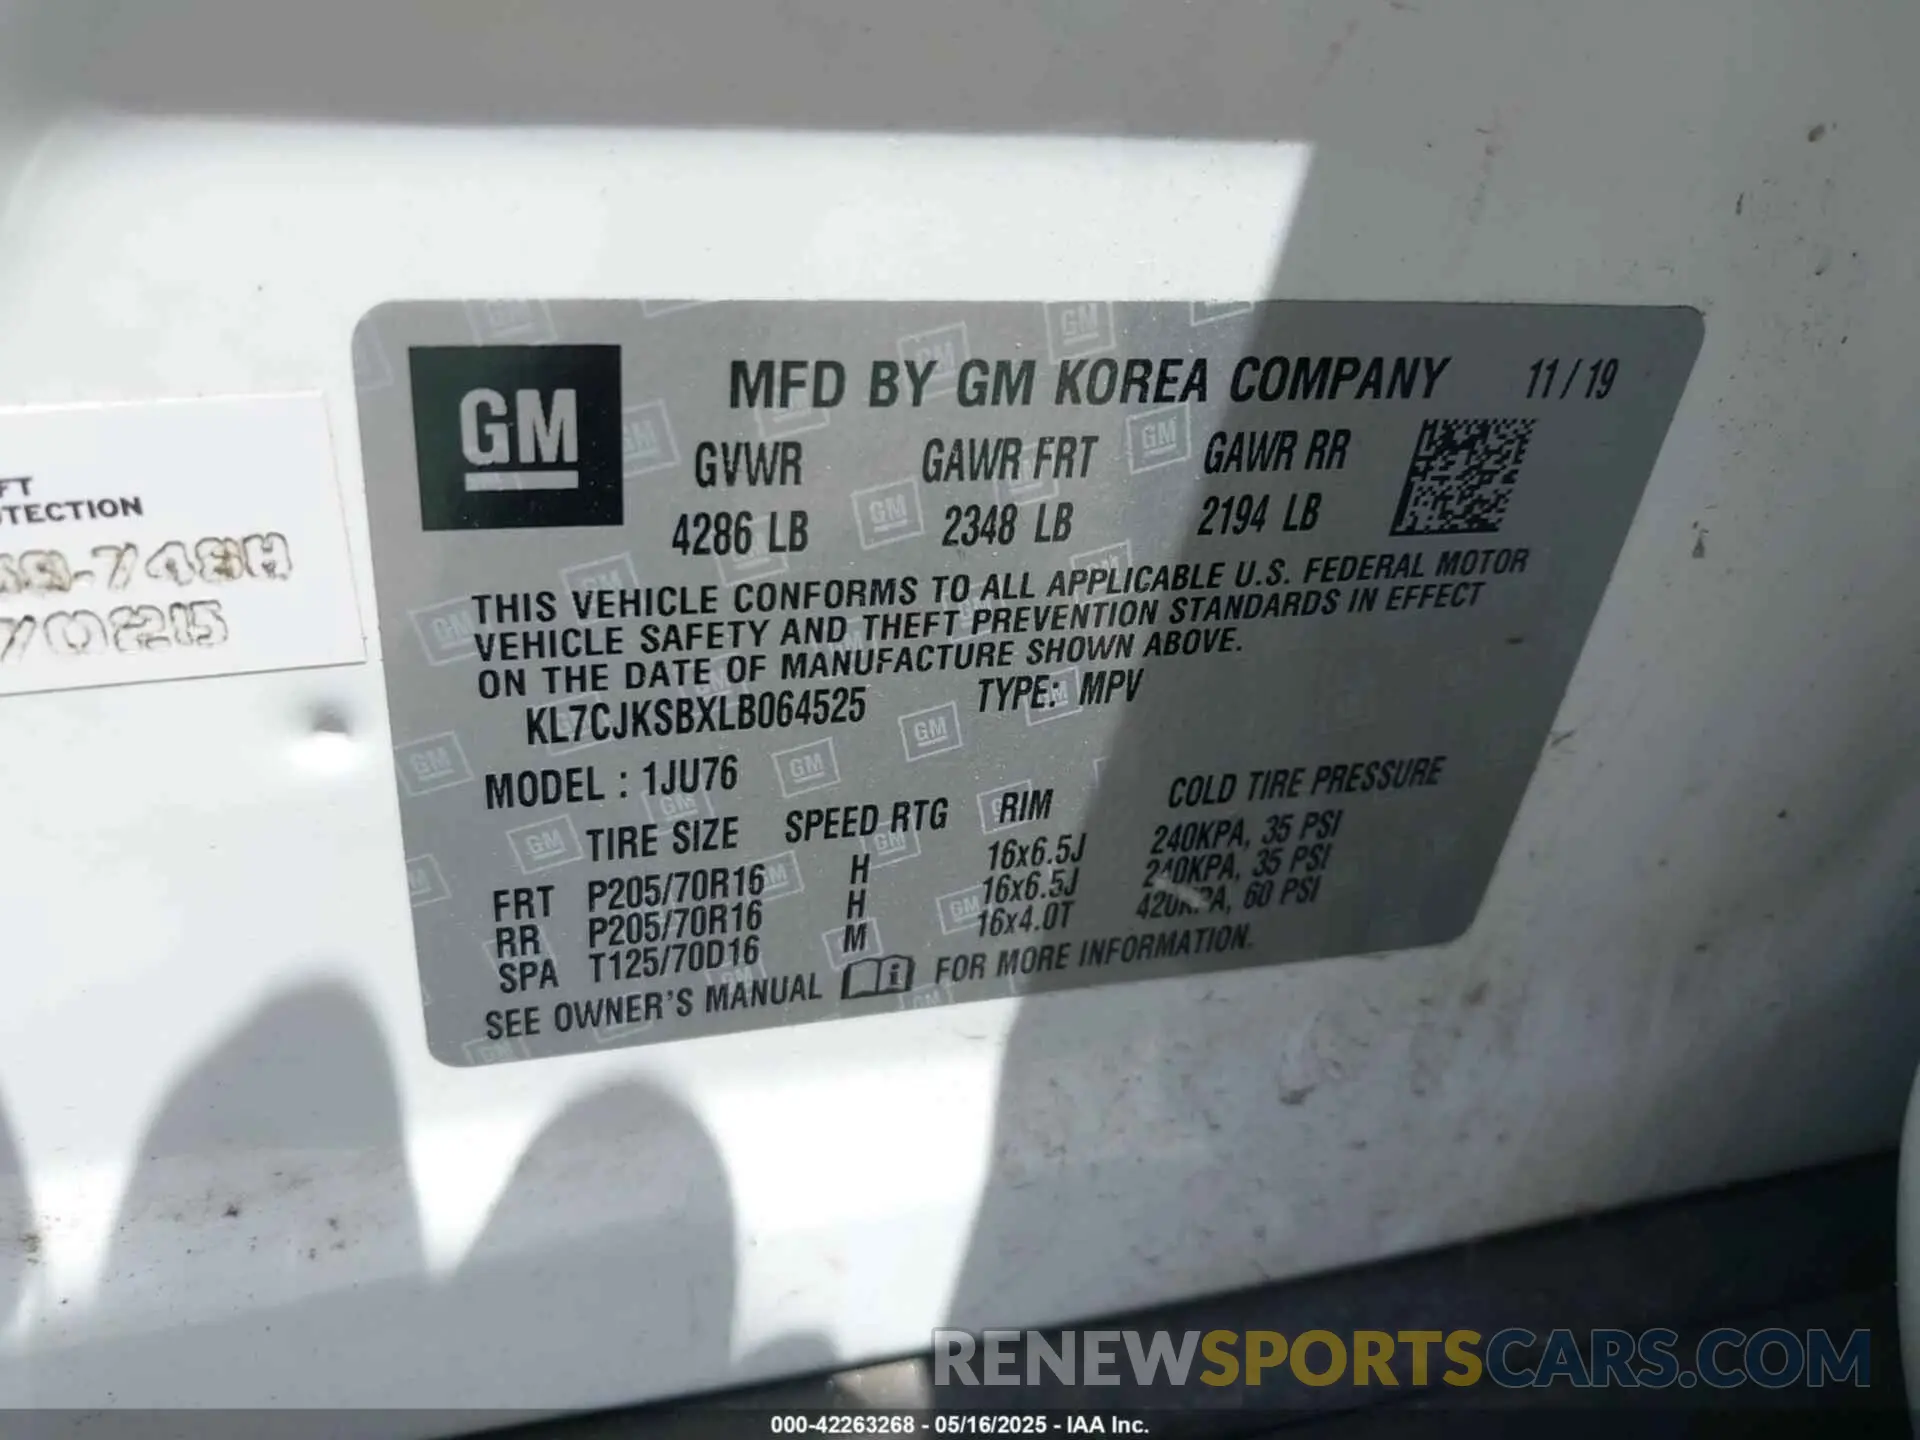 GM
MFD BY GM KOREA COMPANY 11/19
GVWR GAWR FRT GAWR RR
4286 LB 2348 LB 2194 LB
THIS VEHICLE CONFORMS TO ALL APPLICABLE U.S. FEDERAL MOTOR
VEHICLE SAFETY AND THEFT PREVENTION STANDARDS IN EFFECT
ON THE DATE OF MANUFACTURE SHOWN ABOVE.
KL7CJKSBXLB064525 TYPE: MPV
MODEL : 1JU76
TIRE SIZE SPEED RTG RIM COLD TIRE PRESSURE
FRT P205/70R16 H 16x6.5J 240KPA, 35 PSI
RR P205/70R16 H 16x6.5J 240KPA, 35 PSI
SPA T125/70D16 M 16x4.0T 420KPA, 60 PSI
SEE OWNER'S MANUAL FOR MORE INFORMATION.
FT
TECTION
RENEWSPORTSCARS.COM
000-42263268 - 05/16/2025 - IAA Inc.